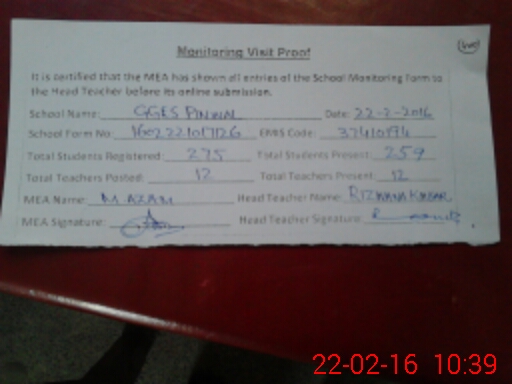 Monitoring Visit Proof
It is certified that the MEA has shown all entries of the School Monitoring Form to
the Head Teacher before its online submission.
School Name: GGES PINWAL Date: 22-2-2016
School Form No: EMIS Code: 37410194
Total Students Registered: 275 Total Students Present: 259
Total Teachers Posted: 12 Total Teachers Present: 12
MEA Name: M. AZAM Head Teacher Name: RIZWANA
MEA Signature: Head Teacher Signature:
22-02-16 10:39